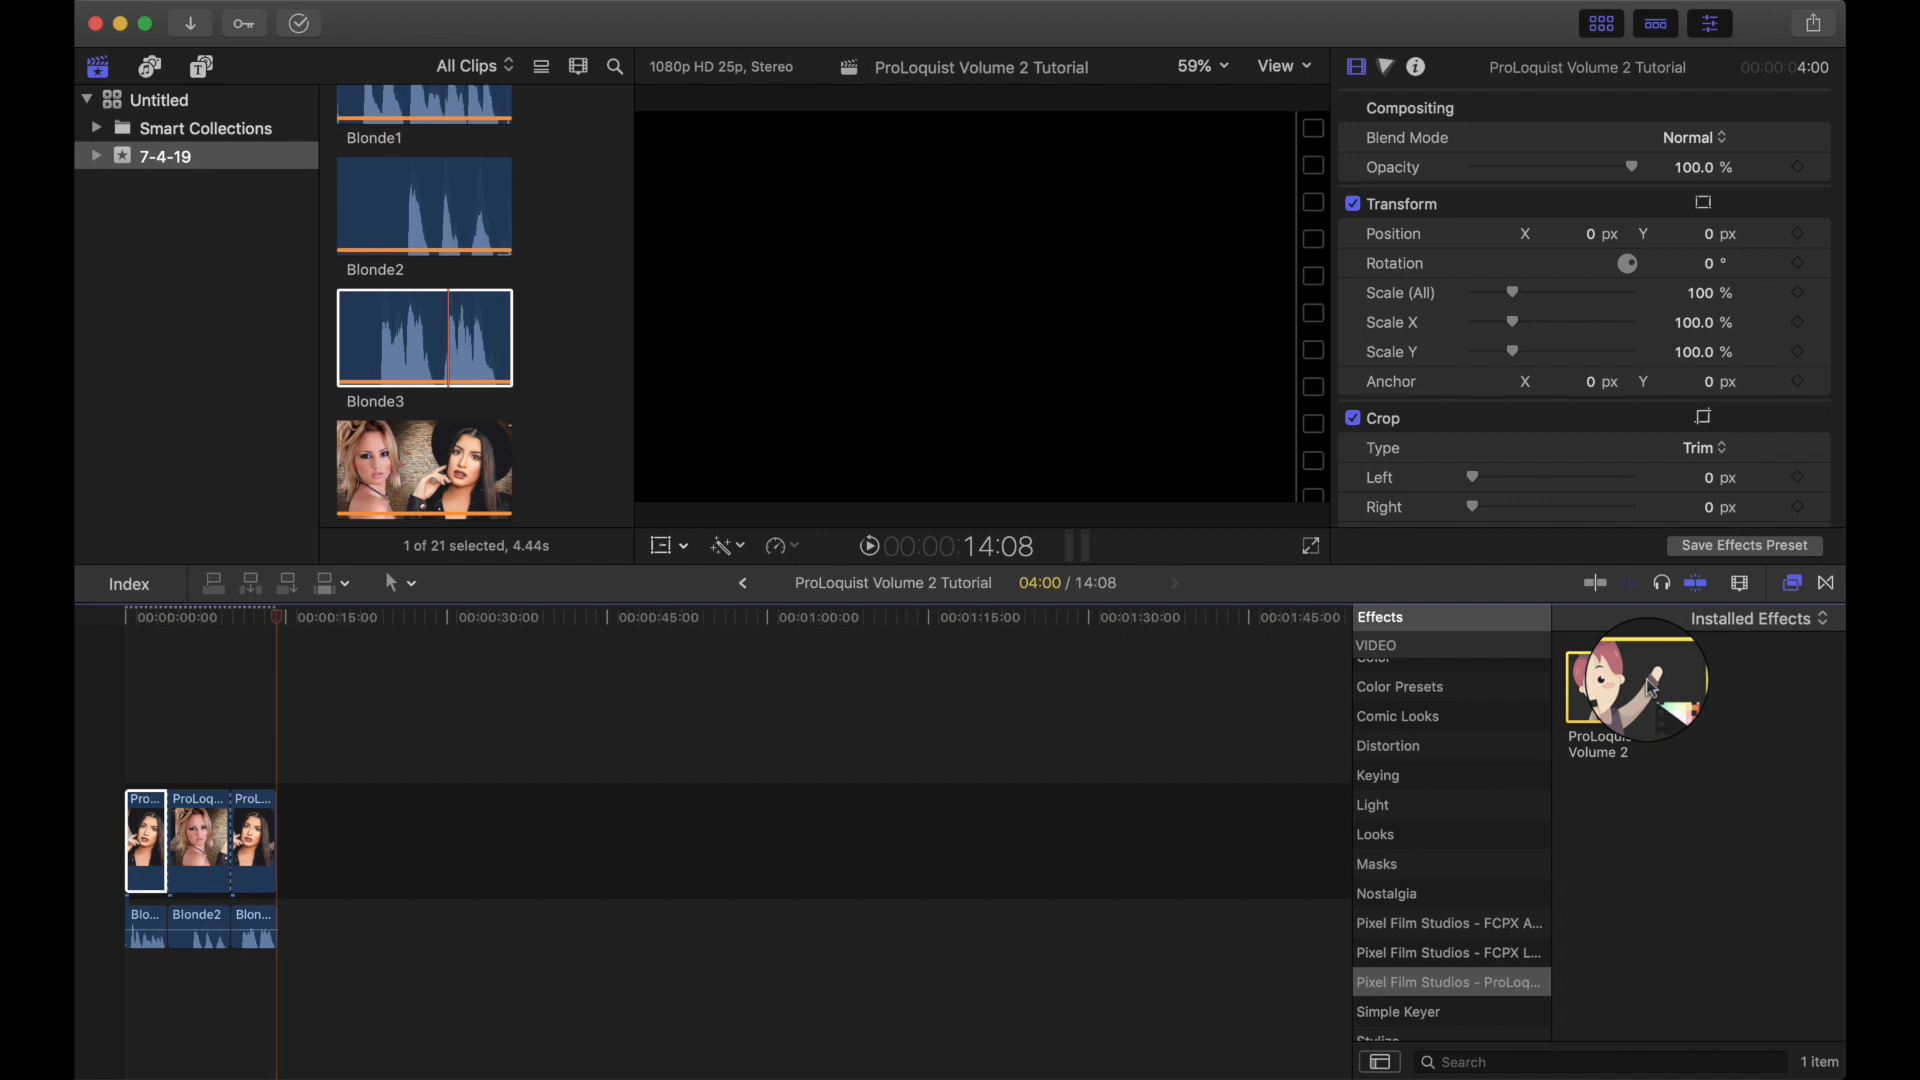 All Clips
1080p HD 25p, Stereo
ProLoquist Volume 2 Tutorial
59%
View
ProLoquist Volume 2 Tutorial
00:00:04:00
Untitled
Smart Collections
7-4-19
Blonde1
Blonde2
Blonde3
1 of 21 selected, 4.44s
00:00:14:08
Compositing
Blend Mode
Normal
Opacity
100.0 %
Transform
Position X 0 px Y 0 px
Rotation 0 °
Scale (All) 100 %
Scale X 100.0 %
Scale Y 100.0 %
Anchor X 0 px Y 0 px
Crop
Type Trim
Left 0 px
Right 0 px
Save Effects Preset
Index
ProLoquist Volume 2 Tutorial
04:00 / 14:08
00:00:00:00 00:00:15:00 00:00:30:00 00:00:45:00 00:01:00:00 00:01:15:00 00:01:30:00 00:01:45:00
Pro... ProLoq... ProL...
Blo... Blonde2 Blon...
Effects
Installed Effects
VIDEO
Color
Color Presets
Comic Looks
Distortion
Keying
Light
Looks
Masks
Nostalgia
Pixel Film Studios - FCPX A...
Pixel Film Studios - FCPX L...
Pixel Film Studios - ProLoq...
Simple Keyer
Stylize
ProLoquis
Volume 2
Search
1 item